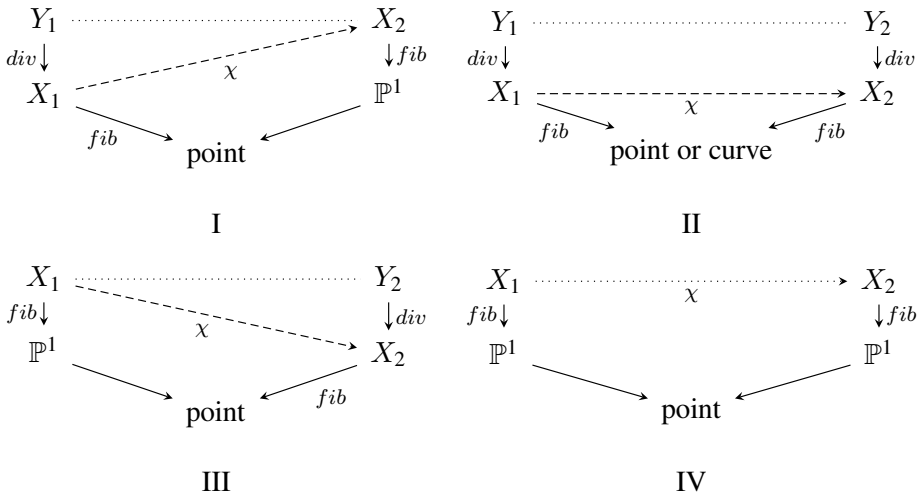 Y₁ X₂ Y₁ Y₂
div fib div div
χ
X₁ ℙ¹ X₁ χ X₂
fib fib fib
point point or curve
I II
X₁ Y₂ X₁ χ X₂
fib div fib fib
χ
ℙ¹ X₂ ℙ¹ ℙ¹
fib
point point
III IV